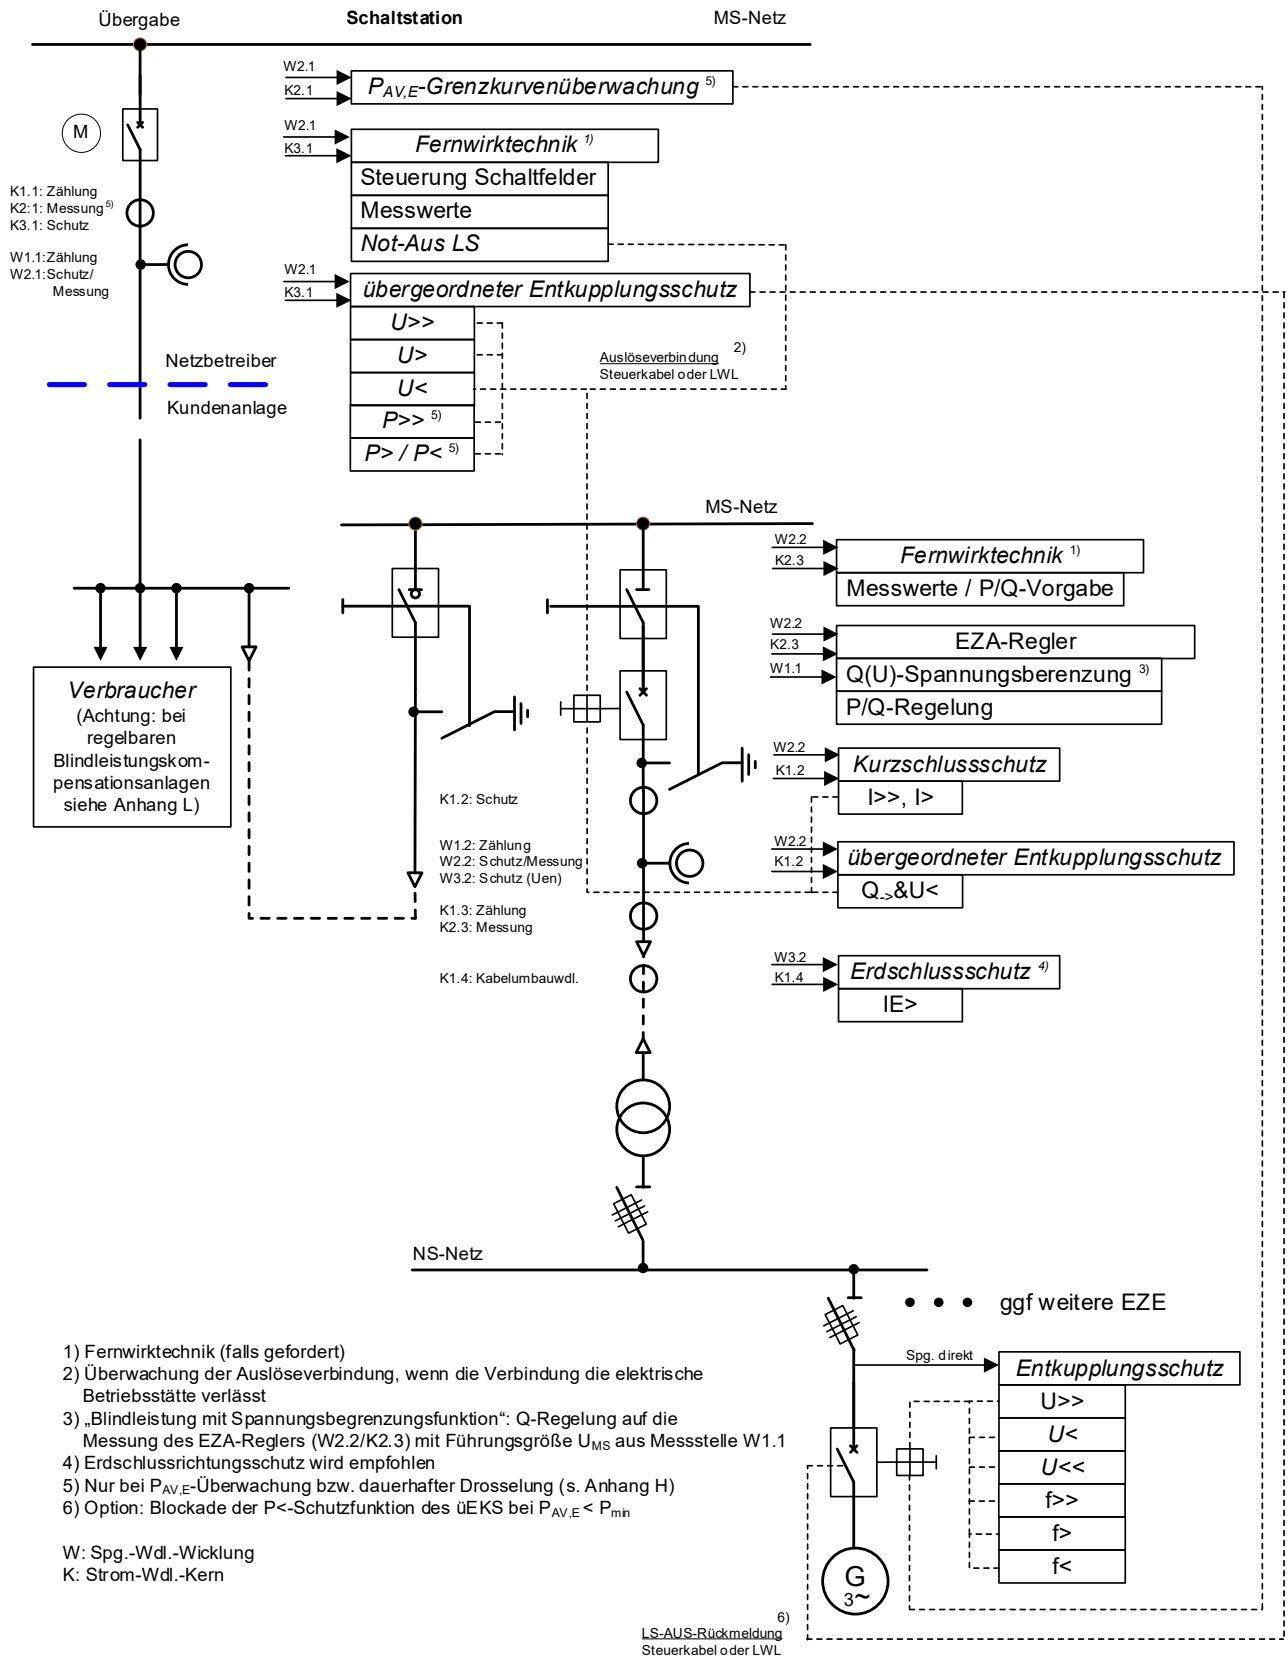 Übergabe
Schaltstation
MS-Netz
M
K1.1: Zählung
K2:1: Messung 5)
K3.1: Schutz
W1.1:Zählung
W2.1:Schutz/
Messung
Netzbetreiber
Kundenanlage
W2.1
K2.1
PAV,E-Grenzkurvenüberwachung 5)
W2.1
K3.1
Fernwirktechnik 1)
Steuerung Schaltfelder
Messwerte
Not-Aus LS
W2.1
K3.1
übergeordneter Entkupplungsschutz
U>>
U>
U<
P>> 5)
P> / P< 5)
Auslöseverbindung 2)
Steuerkabel oder LWL
MS-Netz
Verbraucher
(Achtung: bei
regelbaren
Blindleistungskom-
pensationsanlagen
siehe Anhang L)
K1.2: Schutz
W1.2: Zählung
W2.2: Schutz/Messung
W3.2: Schutz (Uen)
K1.3: Zählung
K2.3: Messung
K1.4: Kabelumbauwdl.
W2.2
K2.3
Fernwirktechnik 1)
Messwerte / P/Q-Vorgabe
W2.2
K2.3
W1.1
EZA-Regler
Q(U)-Spannungsberenzung 3)
P/Q-Regelung
W2.2
K1.2
Kurzschlussschutz
I>>, I>
W2.2
K1.2
übergeordneter Entkupplungsschutz
Q->&U<
W3.2
K1.4
Erdschlussschutz 4)
IE>
NS-Netz
ggf weitere EZE
Spg. direkt
Entkupplungsschutz
U>>
U<
U<<
f>>
f>
f<
G
3~
6)
LS-AUS-Rückmeldung
Steuerkabel oder LWL
1) Fernwirktechnik (falls gefordert)
2) Überwachung der Auslöseverbindung, wenn die Verbindung die elektrische
Betriebsstätte verlässt
3) „Blindleistung mit Spannungsbegrenzungsfunktion“: Q-Regelung auf die
Messung des EZA-Reglers (W2.2/K2.3) mit Führungsgröße UMS aus Messstelle W1.1
4) Erdschlussrichtungsschutz wird empfohlen
5) Nur bei PAV,E-Überwachung bzw. dauerhafter Drosselung (s. Anhang H)
6) Option: Blockade der P<-Schutzfunktion des üEKS bei PAV,E < Pmin
W: Spg.-Wdl.-Wicklung
K: Strom-Wdl.-Kern